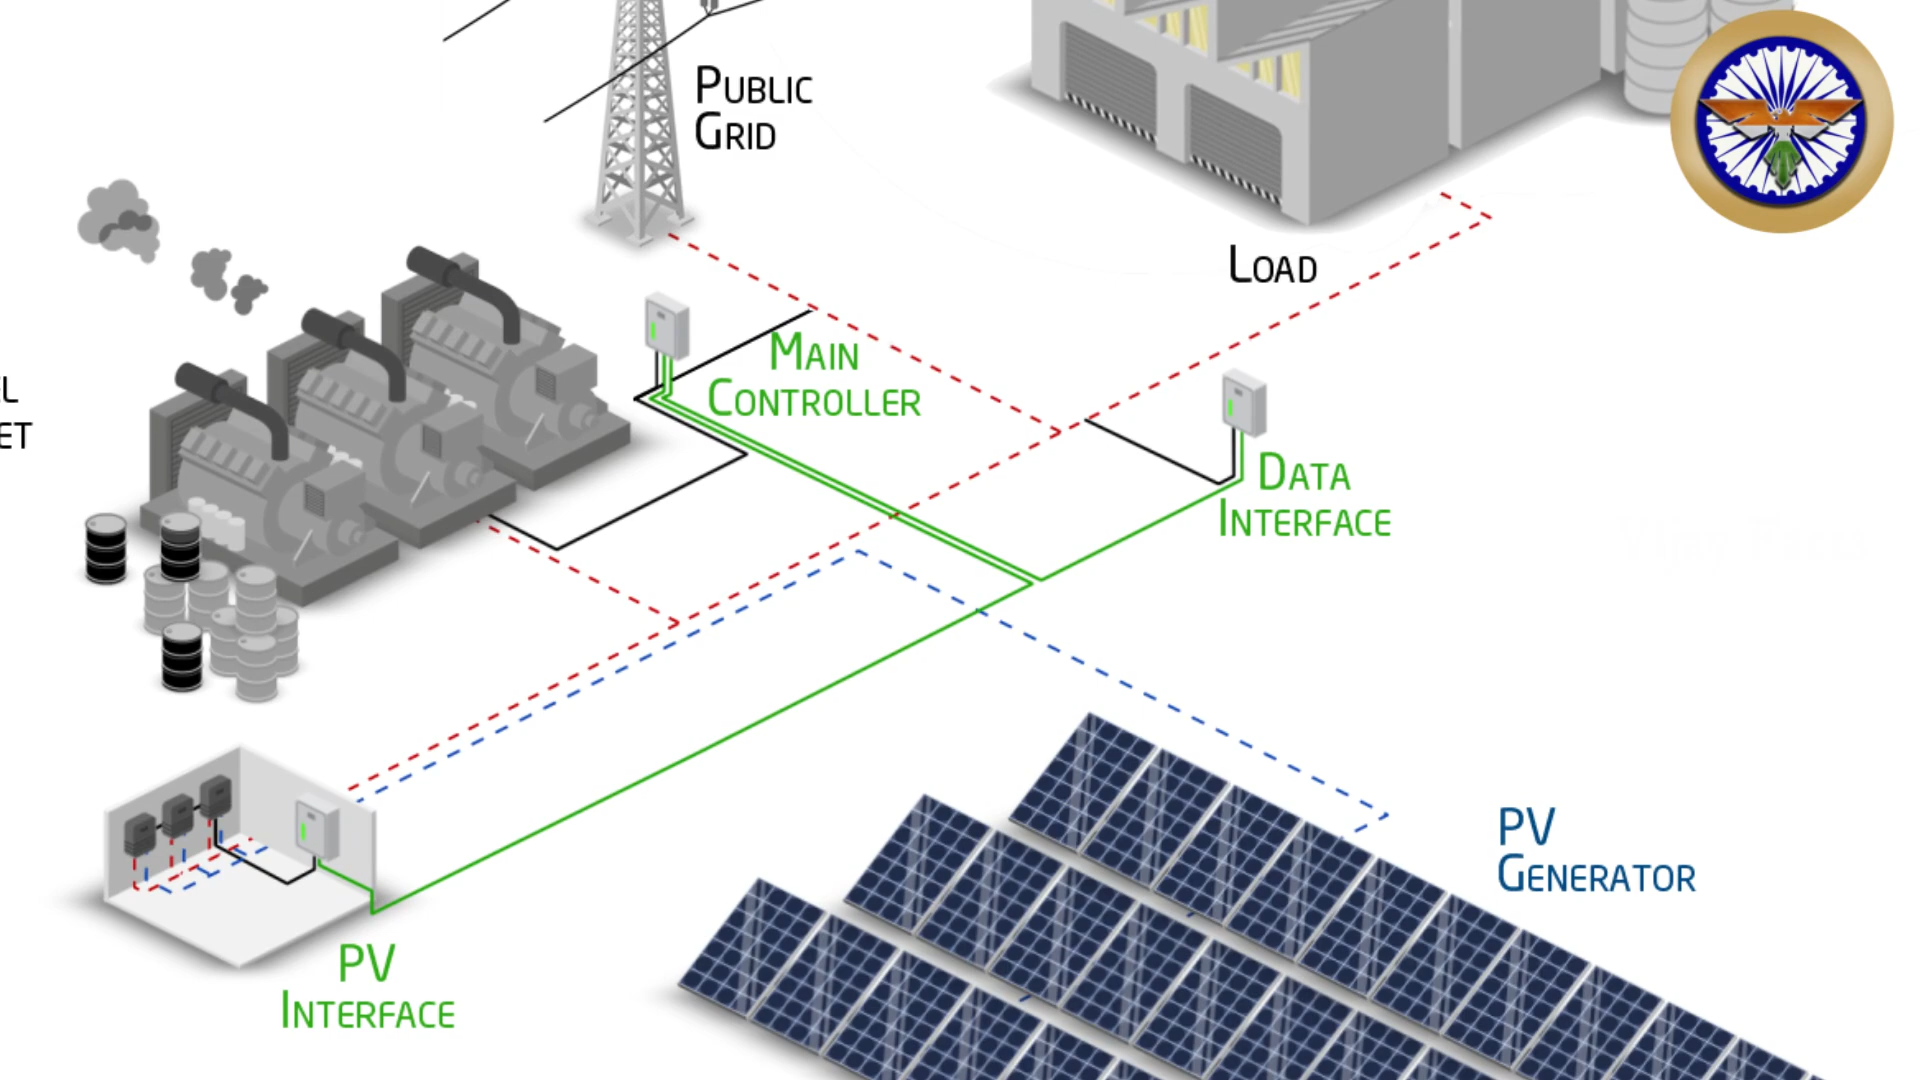 PUBLIC
GRID
LOAD
MAIN
CONTROLLER
L
ET
DATA
INTERFACE
PV
GENERATOR
PV
INTERFACE